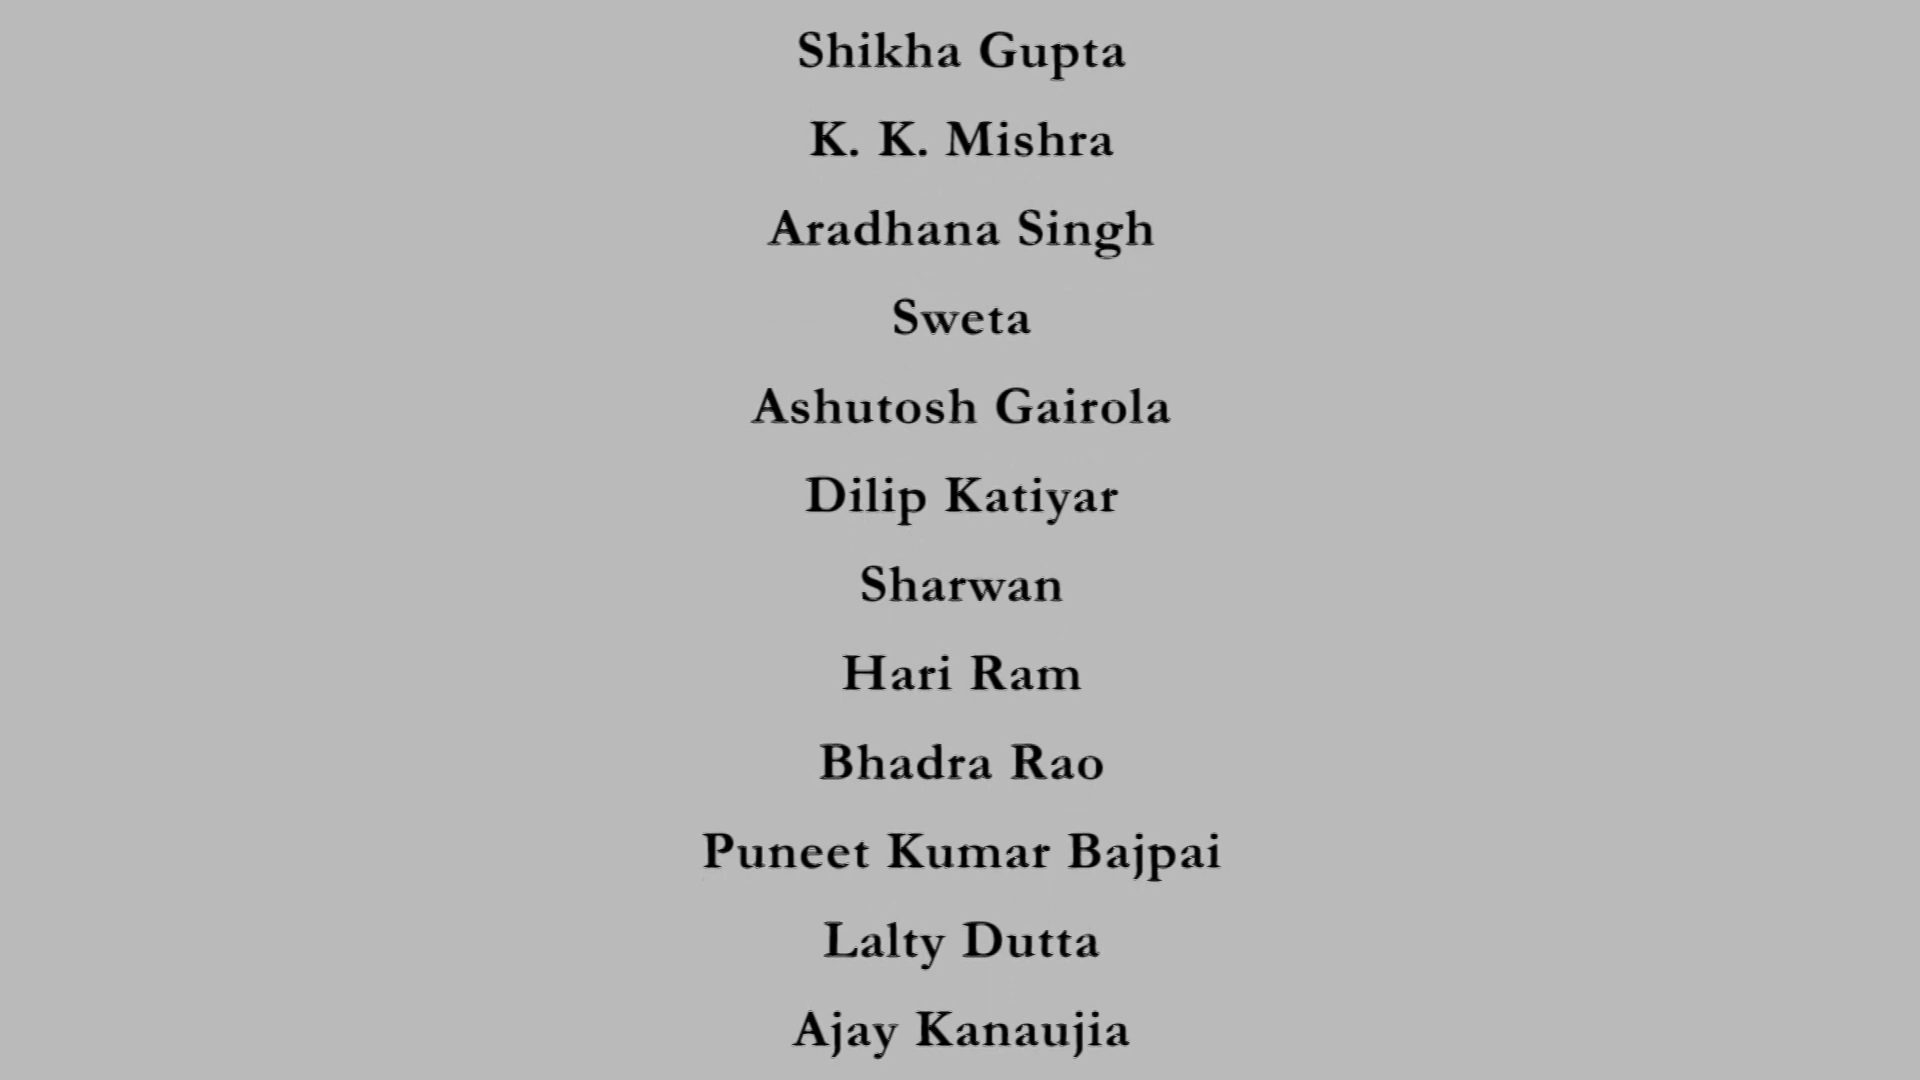 Shikha Gupta
K. K. Mishra
Aradhana Singh
Sweta
Ashutosh Gairola
Dilip Katiyar
Sharwan
Hari Ram
Bhadra Rao
Puneet Kumar Bajpai
Lalty Dutta
Ajay Kanaujia